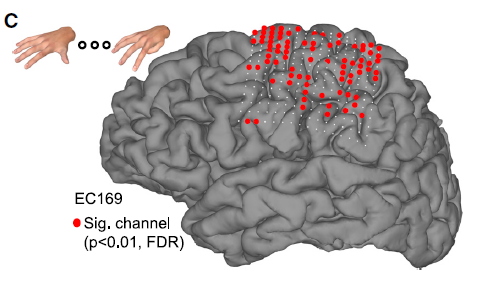 C
EC169
Sig. channel
(p<0.01, FDR)